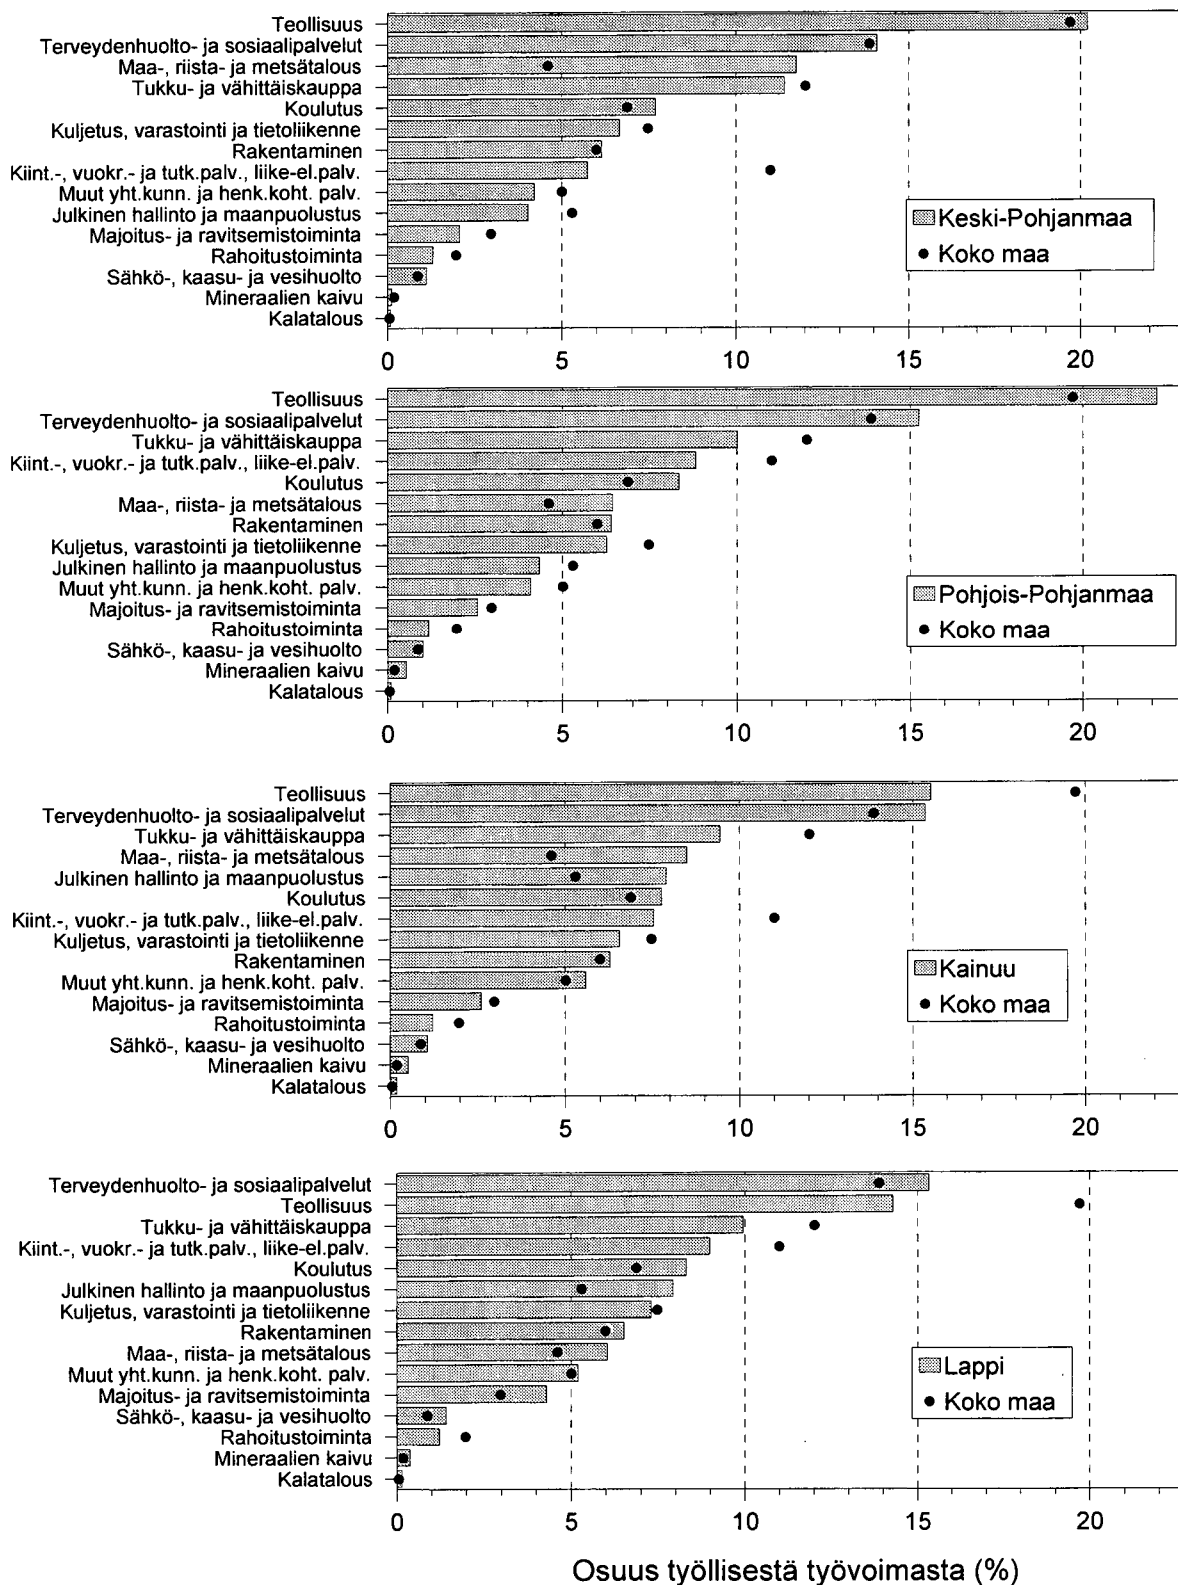 Teollisuus
Terveydenhuolto- ja sosiaalipalvelut
Maa-, riista- ja metsätalous
Tukku- ja vähittäiskauppa
Koulutus
Kuljetus, varastointi ja tietoliikenne
Rakentaminen
Kiint.-, vuokr.- ja tutk.palv., liike-el.palv.
Muut yht.kunn. ja henk.koht. palv.
Julkinen hallinto ja maanpuolustus
Majoitus- ja ravitsemistoiminta
Rahoitustoiminta
Sähkö-, kaasu- ja vesihuolto
Mineraalien kaivu
Kalatalous
Keski-Pohjanmaa
Koko maa
0 5 10 15 20
Teollisuus
Terveydenhuolto- ja sosiaalipalvelut
Tukku- ja vähittäiskauppa
Kiint.-, vuokr.- ja tutk.palv., liike-el.palv.
Koulutus
Maa-, riista- ja metsätalous
Rakentaminen
Kuljetus, varastointi ja tietoliikenne
Julkinen hallinto ja maanpuolustus
Muut yht.kunn. ja henk.koht. palv.
Majoitus- ja ravitsemistoiminta
Rahoitustoiminta
Sähkö-, kaasu- ja vesihuolto
Mineraalien kaivu
Kalatalous
Pohjois-Pohjanmaa
Koko maa
0 5 10 15 20
Teollisuus
Terveydenhuolto- ja sosiaalipalvelut
Tukku- ja vähittäiskauppa
Maa-, riista- ja metsätalous
Julkinen hallinto ja maanpuolustus
Koulutus
Kiint.-, vuokr.- ja tutk.palv., liike-el.palv.
Kuljetus, varastointi ja tietoliikenne
Rakentaminen
Muut yht.kunn. ja henk.koht. palv.
Majoitus- ja ravitsemistoiminta
Rahoitustoiminta
Sähkö-, kaasu- ja vesihuolto
Mineraalien kaivu
Kalatalous
Kainuu
Koko maa
0 5 10 15 20
Terveydenhuolto- ja sosiaalipalvelut
Teollisuus
Tukku- ja vähittäiskauppa
Kiint.-, vuokr.- ja tutk.palv., liike-el.palv.
Koulutus
Julkinen hallinto ja maanpuolustus
Kuljetus, varastointi ja tietoliikenne
Rakentaminen
Maa-, riista- ja metsätalous
Muut yht.kunn. ja henk.koht. palv.
Majoitus- ja ravitsemistoiminta
Sähkö-, kaasu- ja vesihuolto
Rahoitustoiminta
Mineraalien kaivu
Kalatalous
Lappi
Koko maa
0 5 10 15 20
Osuus työllisestä työvoimasta (%)